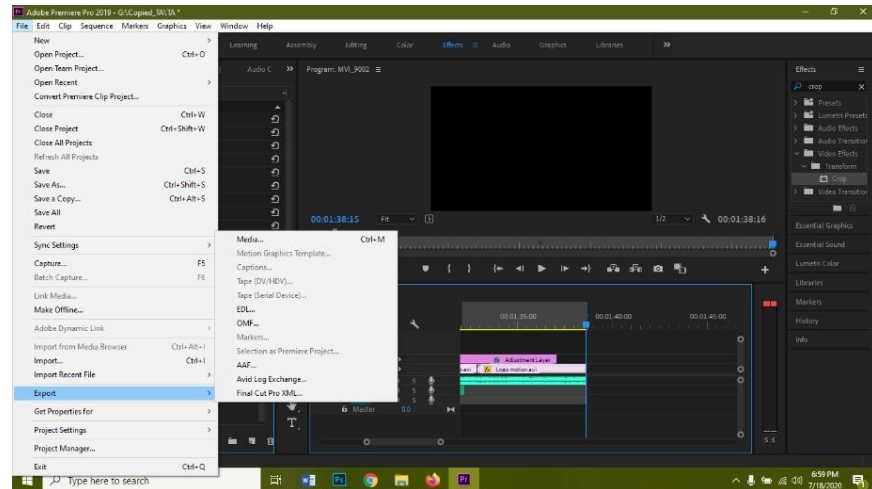 Adobe Premiere Pro 2019 - G:\Copied_TA\TA *
File Edit Clip Sequence Markers Graphics View Window Help
Learning Assembly Editing Color Effects Audio Graphics Libraries
New
Open Project... Ctrl+O
Open Team Project...
Open Recent
Convert Premiere Clip Project...
Close Ctrl+W
Close Project Ctrl+Shift+W
Close All Projects
Refresh All Projects
Save Ctrl+S
Save As... Ctrl+Shift+S
Save a Copy... Ctrl+Alt+S
Save All
Revert
Sync Settings
Capture... F5
Batch Capture... F6
Link Media...
Make Offline...
Adobe Dynamic Link
Import from Media Browser Ctrl+Alt+I
Import... Ctrl+I
Import Recent File
Export
Get Properties for
Project Settings
Project Manager...
Exit Ctrl+Q
Media... Ctrl+M
Motion Graphics Template...
Captions...
Tape (DV/HDV)...
Tape (Serial Device)...
EDL...
OMF...
Markers...
Selection as Premiere Project...
AAF...
Avid Log Exchange...
Final Cut Pro XML...
Audio C
Program: MVI_9002
00:01:38:15 Fit 1/2 00:01:38:16
00:01:35:00 00:01:40:00 00:01:45:00
fx Adjustment Layer
avi fx Logo motion.avi
S
S
S
Master 0.0
S S
Effects
crop
Presets
Lumetri Presets
Audio Effects
Audio Transition
Video Effects
Transform
Crop
Video Transition
Essential Graphics
Essential Sound
Lumetri Color
Libraries
Markers
History
Info
Type here to search
6:59 PM
7/18/2020